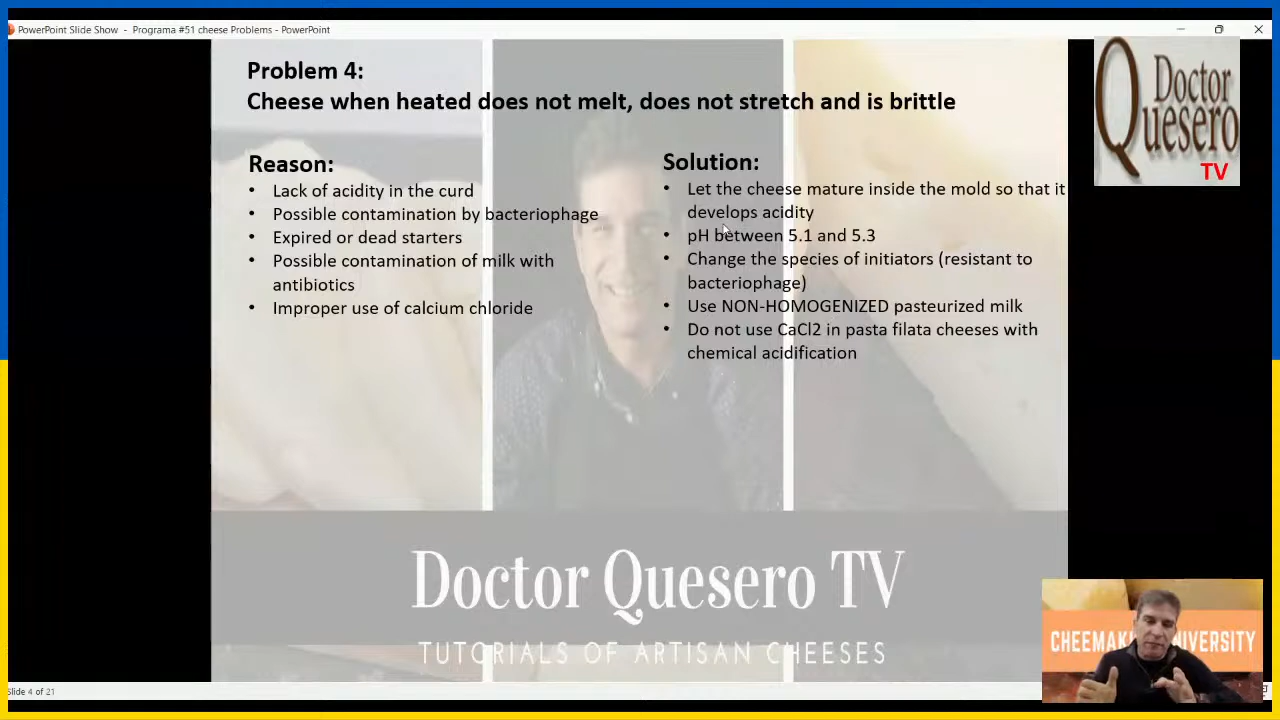 PowerPoint Slide Show - Programa #51 cheese Problems - PowerPoint
Problem 4:
Cheese when heated does not melt, does not stretch and is brittle
Reason:
• Lack of acidity in the curd
• Possible contamination by bacteriophage
• Expired or dead starters
• Possible contamination of milk with
antibiotics
• Improper use of calcium chloride
Solution:
• Let the cheese mature inside the mold so that it
develops acidity
• pH between 5.1 and 5.3
• Change the species of initiators (resistant to
bacteriophage)
• Use NON-HOMOGENIZED pasteurized milk
• Do not use CaCl2 in pasta filata cheeses with
chemical acidification
Doctor
Quesero
TV
Doctor Quesero TV
TUTORIALS OF ARTISAN CHEESES
Slide 4 of 21